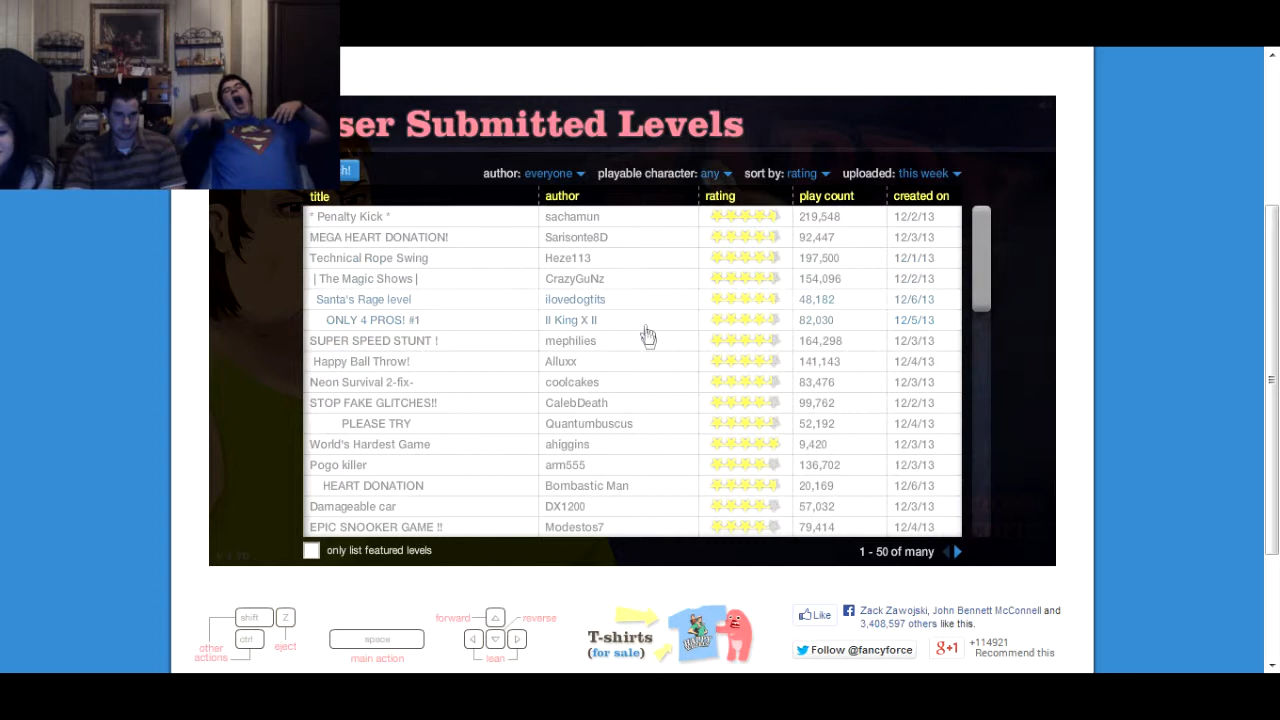 ser Submitted Levels
h!
author: everyone playable character: any sort by: rating uploaded: this week
title author rating play count created on
* Penalty Kick * sachamun 219,548 12/2/13
MEGA HEART DONATION! Sarisonte8D 92,447 12/3/13
Technical Rope Swing Heze113 197,500 12/1/13
| The Magic Shows | CrazyGuNz 154,096 12/2/13
Santa's Rage level ilovedogtits 48,182 12/6/13
ONLY 4 PROS! #1 II King X II 82,030 12/5/13
SUPER SPEED STUNT ! mephilies 164,298 12/3/13
Happy Ball Throw! Alluxx 141,143 12/4/13
Neon Survival 2-fix- coolcakes 83,476 12/3/13
STOP FAKE GLITCHES!! CalebDeath 99,762 12/2/13
PLEASE TRY Quantumbuscus 52,192 12/4/13
World's Hardest Game ahiggins 9,420 12/3/13
Pogo killer arm555 136,702 12/3/13
HEART DONATION Bombastic Man 20,169 12/6/13
Damageable car DX1200 57,032 12/3/13
EPIC SNOOKER GAME !! Modestos7 79,414 12/4/13
only list featured levels 1 - 50 of many
shift Z
ctrl
other actions
eject
space
main action
forward
reverse
lean
T-shirts
(for sale)
Like
Zack Zawojski, John Bennett McConnell and
3,408,597 others like this.
Follow @fancyforce
g+1
+114921
Recommend this